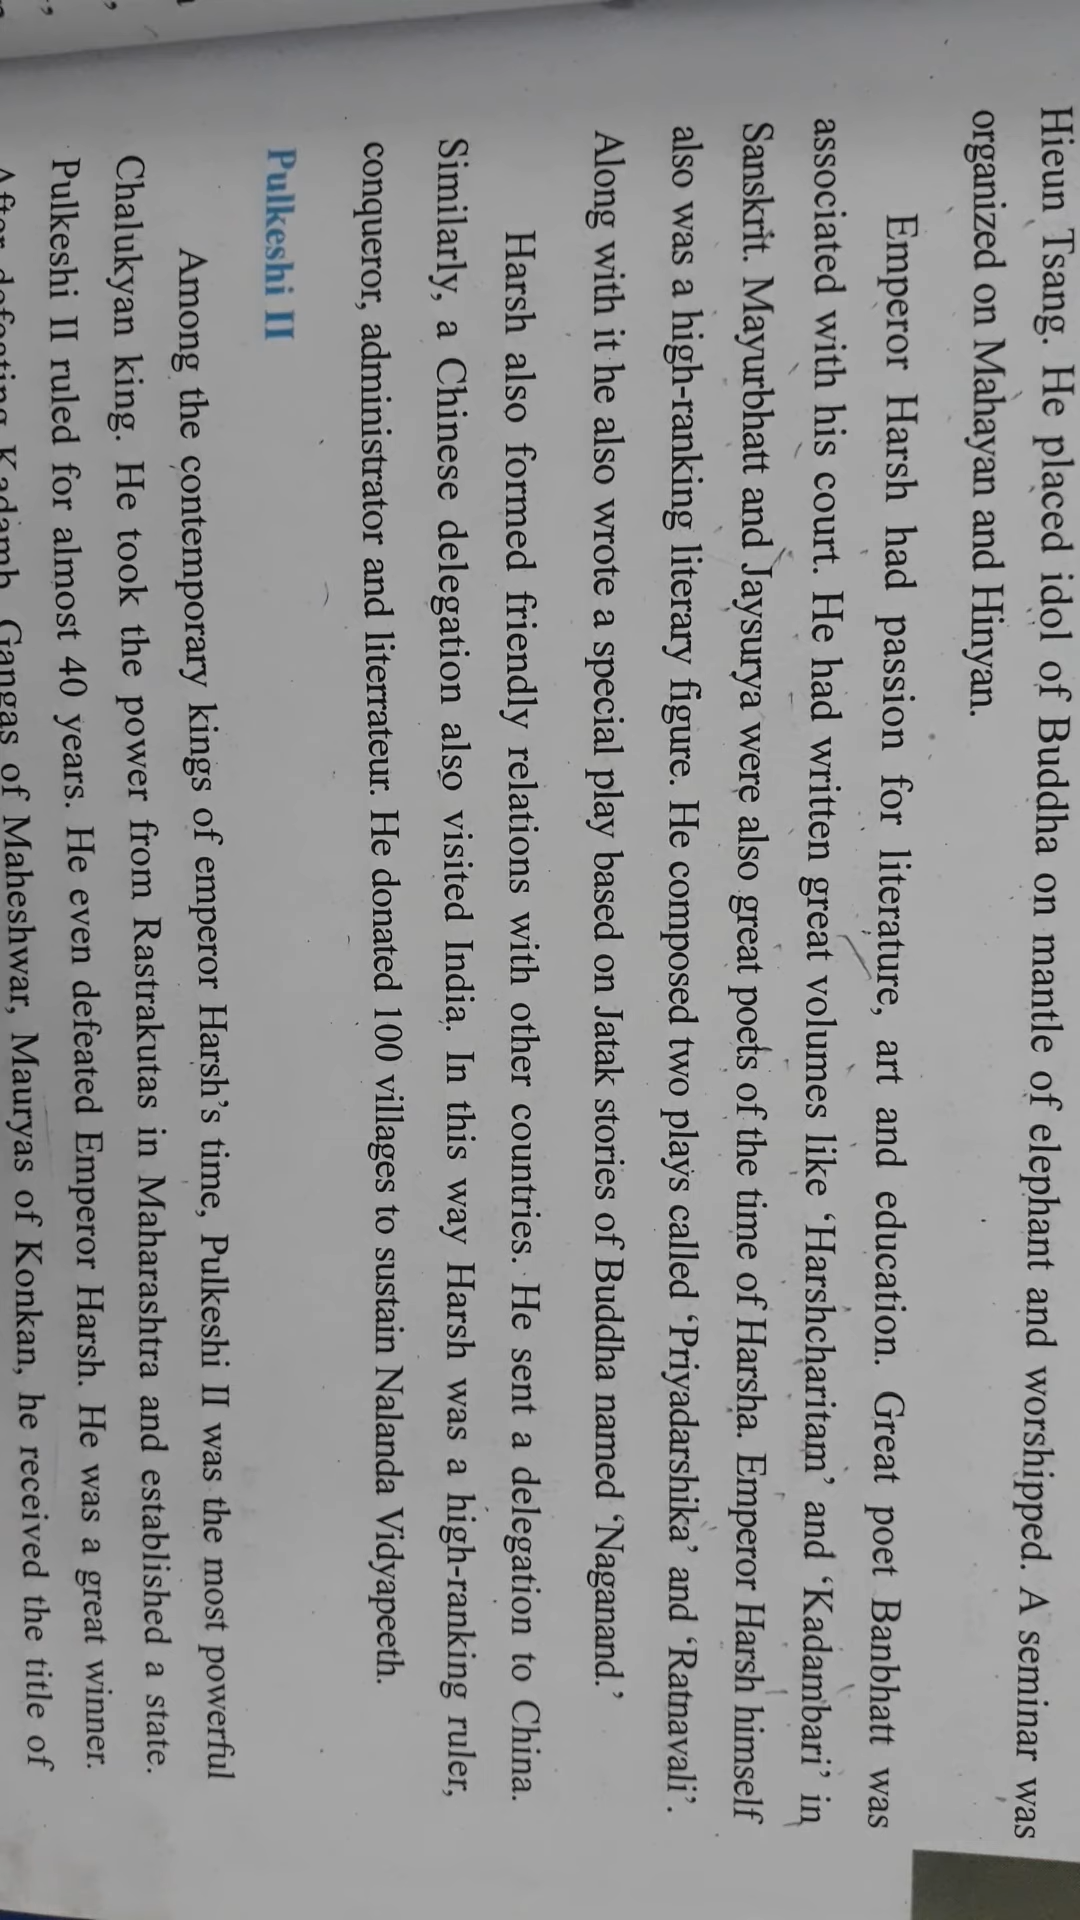 Hieun Tsang. He placed idol of Buddha on mantle of elephant and worshipped. A seminar was
organized on Mahayan and Hinyan.
Emperor Harsh had passion for literature, art and education. Great poet Banbhatt was
associated with his court. He had written great volumes like ‘Harshcharitam’ and ‘Kadambari’ in
Sanskrit. Mayurbhatt and Jaysurya were also great poets of the time of Harsha. Emperor Harsh himself
also was a high-ranking literary figure. He composed two plays called ‘Priyadarshika’ and ‘Ratnavali’.
Along with it he also wrote a special play based on Jatak stories of Buddha named ‘Naganand.’
Harsh also formed friendly relations with other countries. He sent a delegation to China.
Similarly, a Chinese delegation also visited India. In this way Harsh was a high-ranking ruler,
conqueror, administrator and literrateur. He donated 100 villages to sustain Nalanda Vidyapeeth.
Pulkeshi II
Among the contemporary kings of emperor Harsh’s time, Pulkeshi II was the most powerful
Chalukyan king. He took the power from Rastrakutas in Maharashtra and established a state.
Pulkeshi II ruled for almost 40 years. He even defeated Emperor Harsh. He was a great winner.
After defeating Kadamb, Gangas of Maheshwar, Mauryas of Konkan, he received the title of